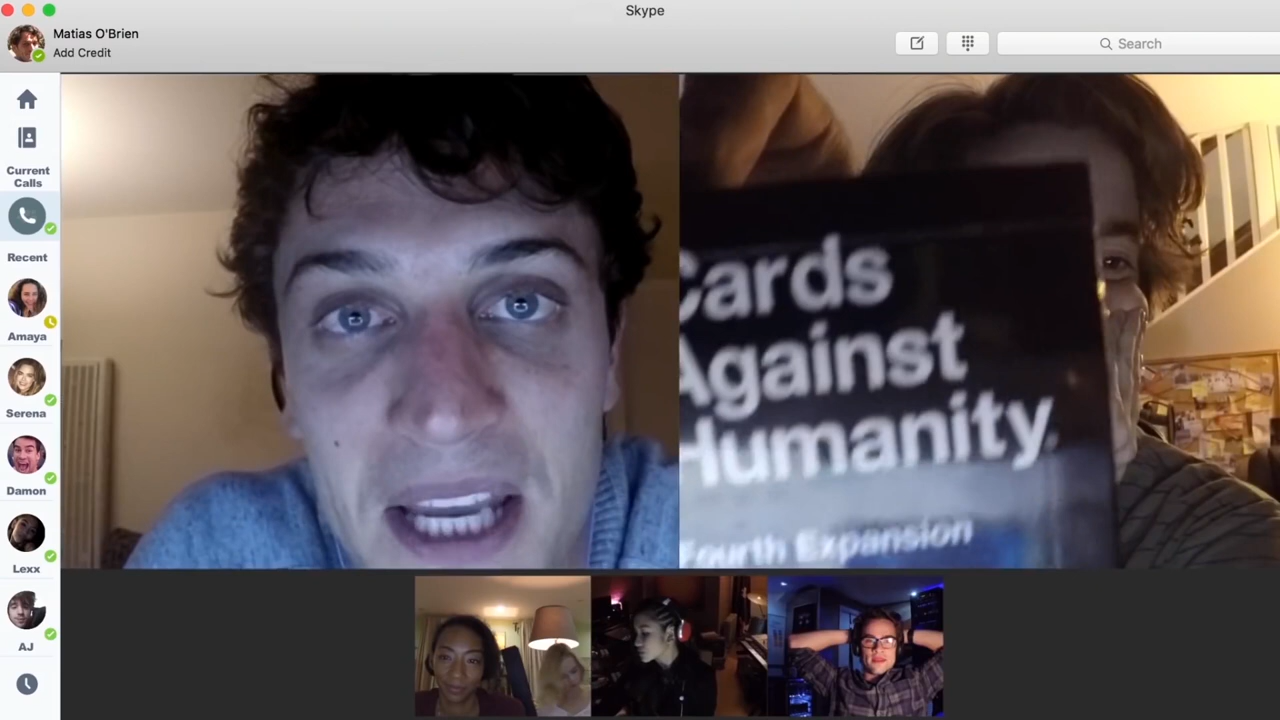 Skype
Matias O'Brien
Add Credit
Search
Current
Calls
Recent
Amaya
Serena
Damon
Lexx
AJ
Cards
Against
Humanity.
Fourth Expansion